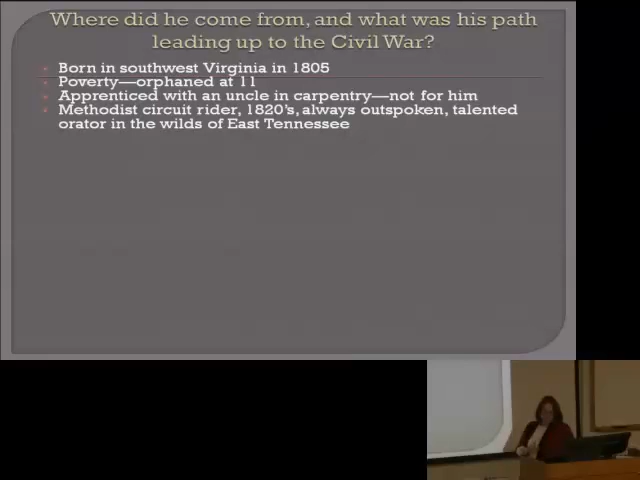 Where did he come from, and what was his path
leading up to the Civil War?
Born in southwest Virginia in 1805
Poverty—orphaned at 11
Apprenticed with an uncle in carpentry—not for him
Methodist circuit rider, 1820's, always outspoken, talented
orator in the wilds of East Tennessee